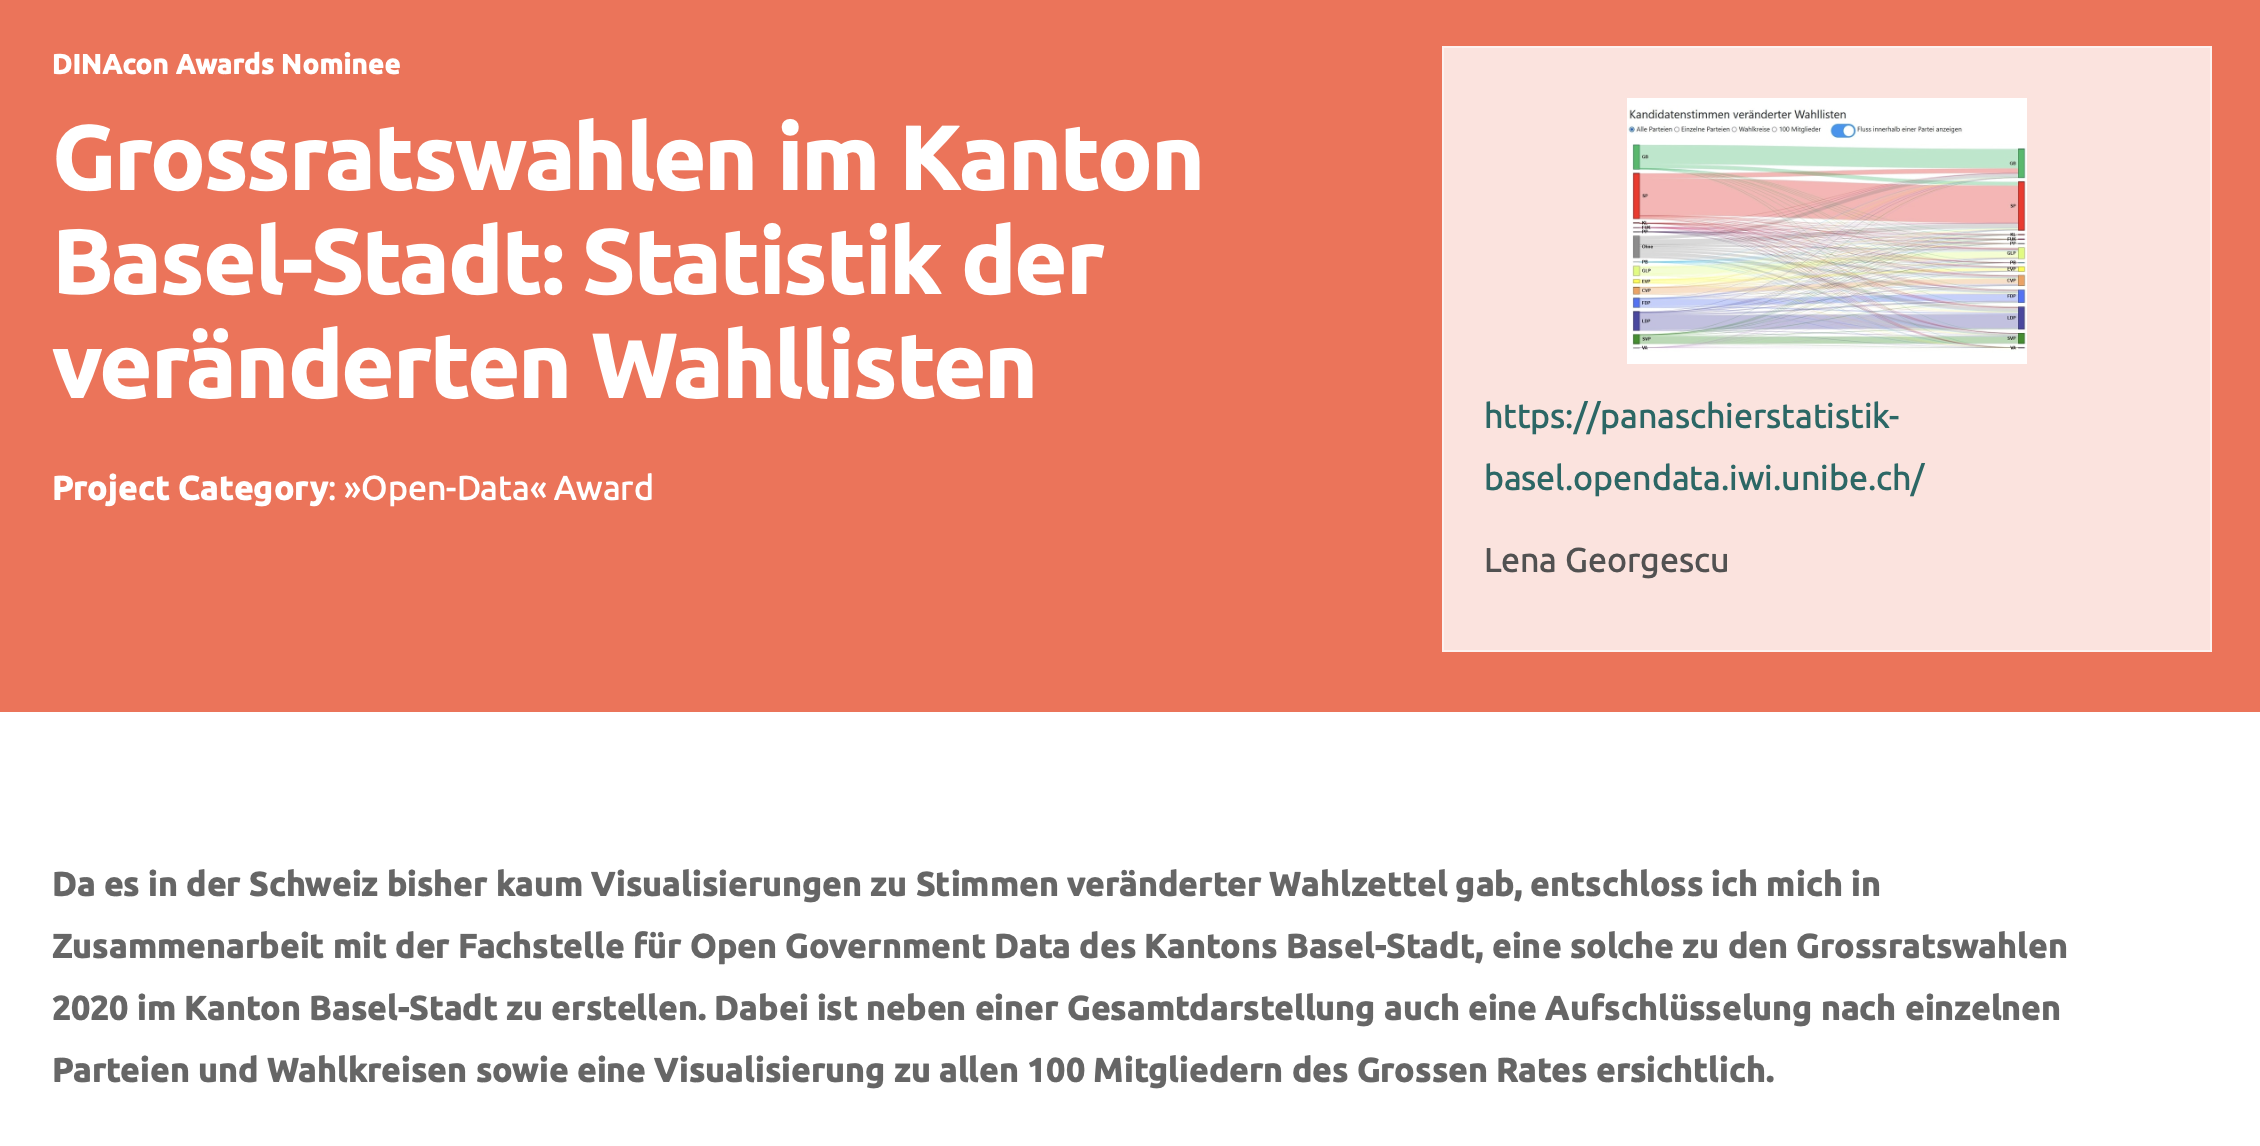 DINAcon Awards Nominee
Grossratswahlen im Kanton
Basel-Stadt: Statistik der
veränderten Wahllisten
Project Category: »Open-Data« Award
Kandidatenstimmen veränderter Wahllisten
Alle Parteien Einzelne Parteien Wahlkreise 100 Mitglieder Fluss innerhalb einer Partei anzeigen
GB GB
SP SP
Ohne
GLP GLP
EVP EVP
CVP CVP
FDP FDP
LDP LDP
SVP SVP
VA VA
https://panaschierstatistik-
basel.opendata.iwi.unibe.ch/
Lena Georgescu
Da es in der Schweiz bisher kaum Visualisierungen zu Stimmen veränderter Wahlzettel gab, entschloss ich mich in
Zusammenarbeit mit der Fachstelle für Open Government Data des Kantons Basel-Stadt, eine solche zu den Grossratswahlen
2020 im Kanton Basel-Stadt zu erstellen. Dabei ist neben einer Gesamtdarstellung auch eine Aufschlüsselung nach einzelnen
Parteien und Wahlkreisen sowie eine Visualisierung zu allen 100 Mitgliedern des Grossen Rates ersichtlich.